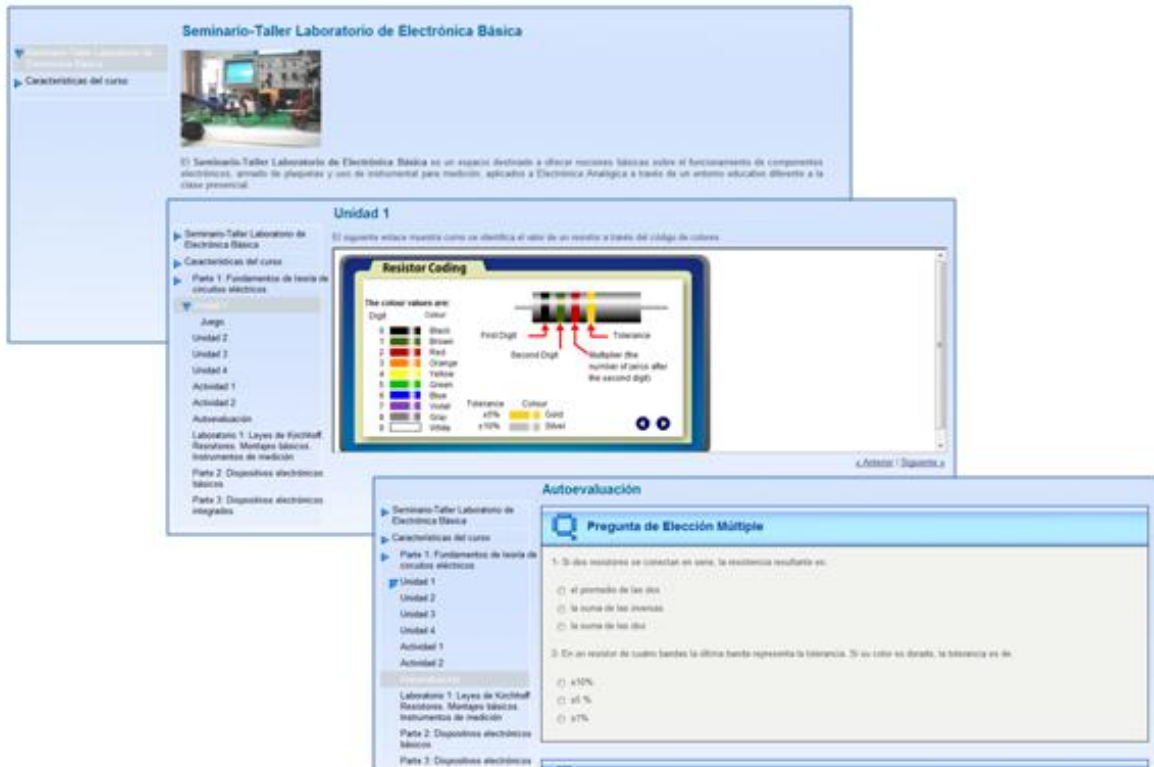 Seminario-Taller Laboratorio de Electrónica Básica
Seminario-Taller Laboratorio de
Electrónica Básica
Características del curso
El Seminario-Taller Laboratorio de Electrónica Básica es un espacio destinado a ofrecer nociones básicas sobre el funcionamiento de componentes
electrónicos, armado de plaquetas y uso de instrumental para medición, aplicados a Electrónica Analógica a través de un entorno educativo diferente a la
clase presencial.
Unidad 1
Seminario-Taller Laboratorio de
Electrónica Básica
Características del curso
Parte 1: Fundamentos de teoría de
circuitos eléctricos
Juego
Unidad 2
Unidad 3
Unidad 4
Actividad 1
Actividad 2
Autoevaluación
Laboratorio 1: Leyes de Kirchhoff.
Resistores. Montajes básicos.
Instrumentos de medición
Parte 2: Dispositivos electrónicos
básicos
Parte 3: Dispositivos electrónicos
integrados
El siguiente enlace muestra como se identifica el valor de un resistor a través del código de colores
Resistor Coding
The colour values are:
Digit Colour
0 Black
1 Brown
2 Red
3 Orange
4 Yellow
5 Green
6 Blue
7 Violet
8 Gray
9 White
First Digit
Second Digit
Tolerance
Multiplier (the
number of zeros after
the second digit)
Tolerance Colour
±5% Gold
±10% Silver
« Anterior | Siguiente »
Autoevaluación
Seminario-Taller Laboratorio de
Electrónica Básica
Características del curso
Parte 1: Fundamentos de teoría de
circuitos eléctricos
Unidad 1
Unidad 2
Unidad 3
Unidad 4
Actividad 1
Actividad 2
Autoevaluación
Laboratorio 1: Leyes de Kirchhoff.
Resistores. Montajes básicos.
Instrumentos de medición
Parte 2: Dispositivos electrónicos
básicos
Parte 3: Dispositivos electrónicos
Pregunta de Elección Múltiple
1- Si dos resistores se conectan en serie, la resistencia resultante es:
el promedio de las dos
la suma de las inversas
la suma de las dos
2- En un resistor de cuatro bandas la última banda representa la tolerancia. Si su color es dorado, la tolerancia es de:
±10%
±5 %
±1%